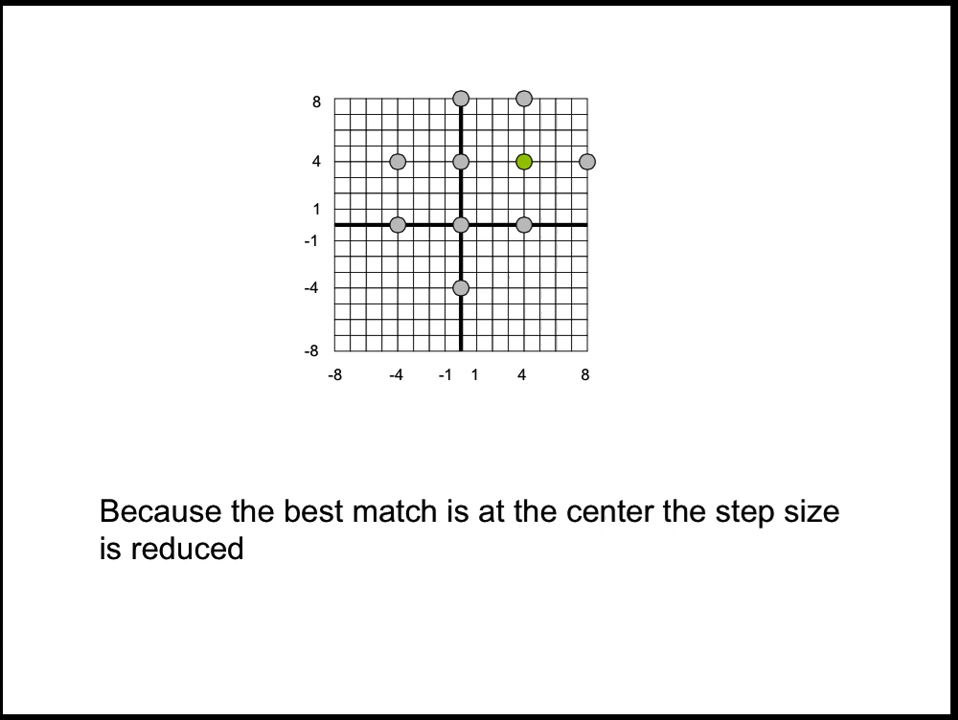 8
4
1
-1
-4
-8
-8 -4 -1 1 4 8
Because the best match is at the center the step size
is reduced